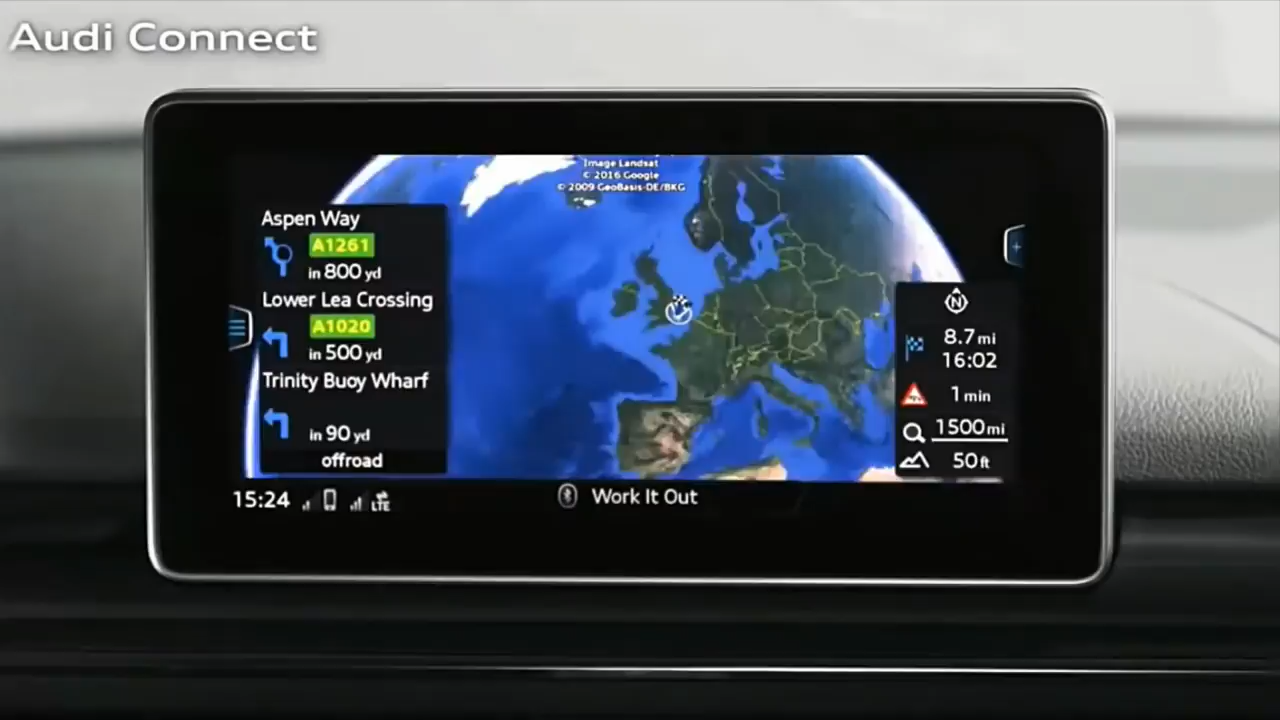 Audi Connect
Image Landsat
© 2016 Google
© 2009 GeoBasis-DE/BKG
Aspen Way
A1261
in 800 yd
Lower Lea Crossing
A1020
in 500 yd
Trinity Buoy Wharf
in 90 yd
offroad
N
8.7 mi
16:02
1 min
1500 mi
50 ft
15:24
LTE
Work It Out